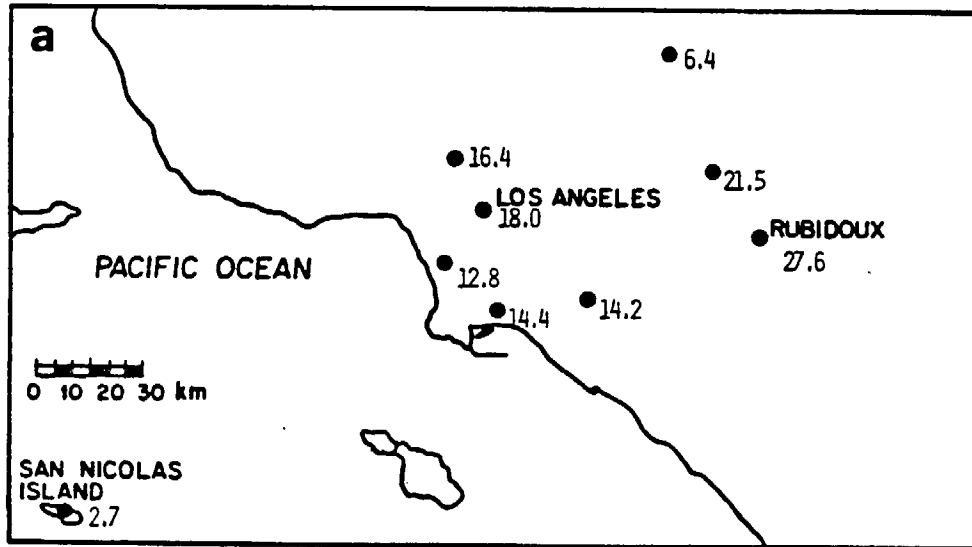 a
6.4
16.4
21.5
LOS ANGELES
18.0
RUBIDOUX
27.6
PACIFIC OCEAN
12.8
14.2
14.4
0 10 20 30 km
SAN NICOLAS
ISLAND
2.7